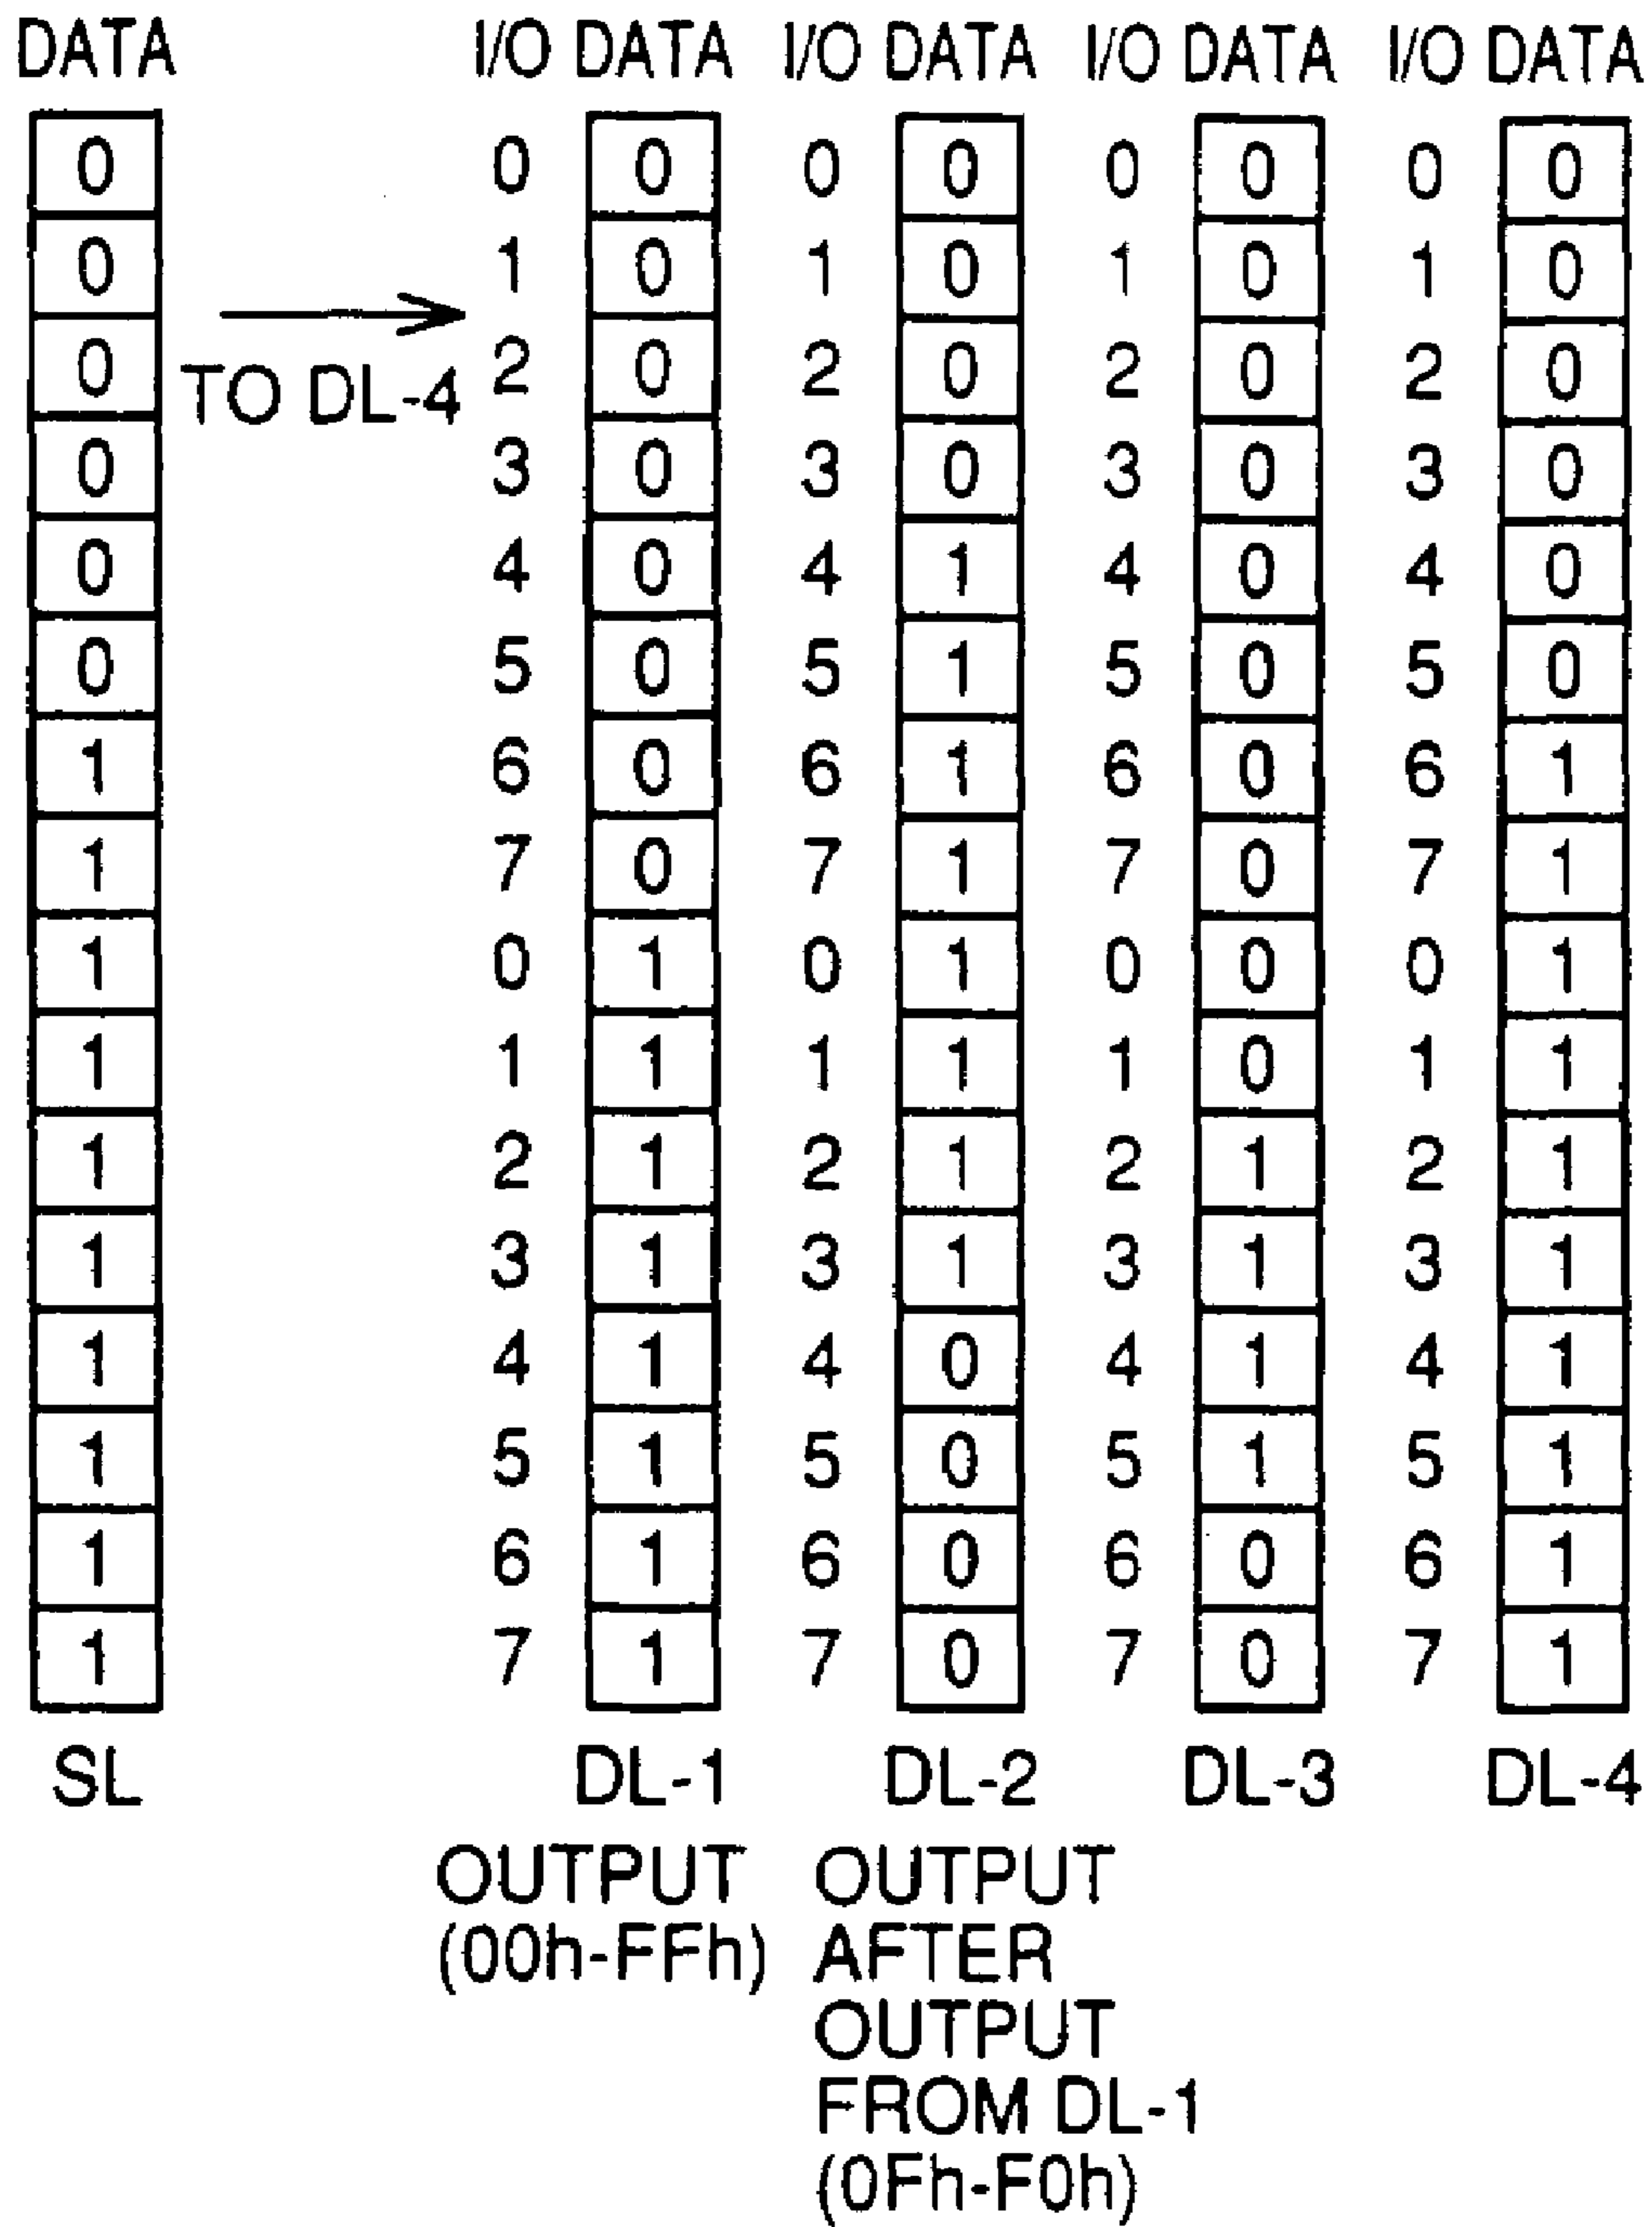 DATA I/O DATA I/O DATA I/O DATA I/O DATA
0 0 0 0 0 0 0 0 0
0 1 0 1 0 1 0 1 0
0 2 0 2 0 2 0 2 0
TO DL-4
0 3 0 3 0 3 0 3 0
0 4 0 4 1 4 0 4 0
0 5 0 5 1 5 0 5 0
1 6 0 6 1 6 0 6 1
1 7 0 7 1 7 0 7 1
1 0 1 0 1 0 0 0 1
1 1 1 1 1 1 0 1 1
1 2 1 2 1 2 1 2 1
1 3 1 3 1 3 1 3 1
1 4 1 4 0 4 1 4 1
1 5 1 5 0 5 1 5 1
1 6 1 6 0 6 0 6 1
1 7 1 7 0 7 0 7 1
SL DL-1 DL-2 DL-3 DL-4
OUTPUT
(00h-FFh)
OUTPUT
AFTER
OUTPUT
FROM DL-1
(0Fh-F0h)